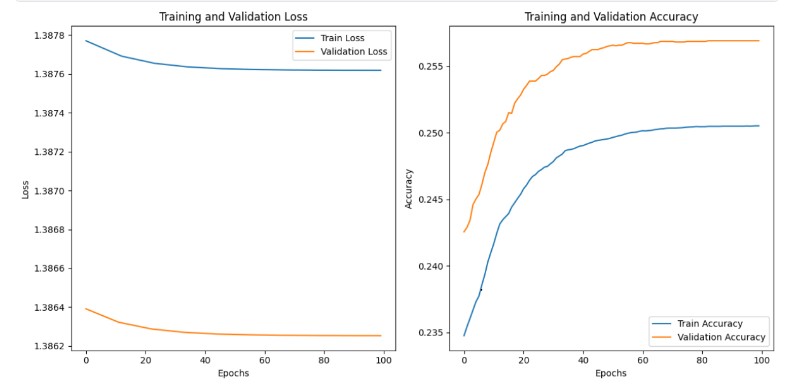 Training and Validation Loss
1.3878
1.3876
1.3874
1.3872
1.3870
1.3868
1.3866
1.3864
1.3862
Loss
0 20 40 60 80 100
Epochs
Train Loss
Validation Loss
Training and Validation Accuracy
0.255
0.250
0.245
0.240
0.235
Accuracy
0 20 40 60 80 100
Epochs
Train Accuracy
Validation Accuracy